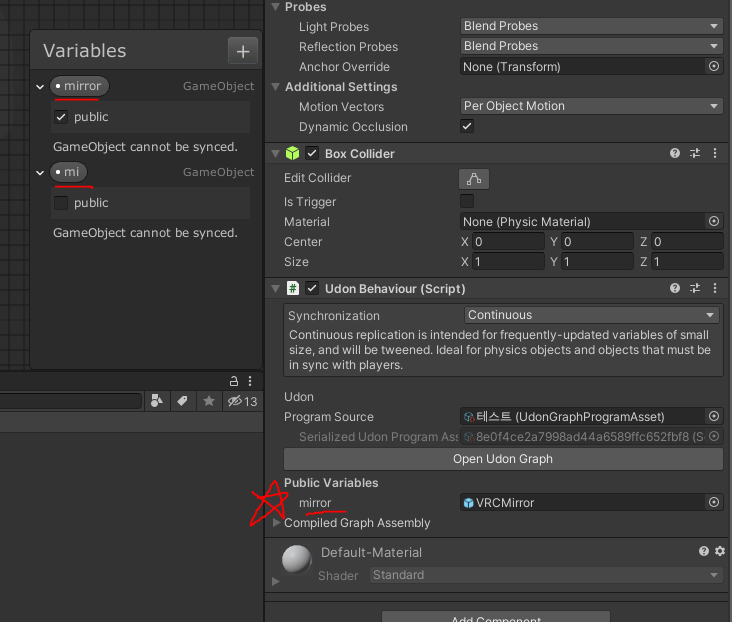 Variables
+
mirror GameObject
public
GameObject cannot be synced.
mi GameObject
public
GameObject cannot be synced.
13
Probes
Light Probes Blend Probes
Reflection Probes Blend Probes
Anchor Override None (Transform)
Additional Settings
Motion Vectors Per Object Motion
Dynamic Occlusion
Box Collider
Edit Collider
Is Trigger
Material None (Physic Material)
Center X 0 Y 0 Z 0
Size X 1 Y 1 Z 1
# Udon Behaviour (Script)
Synchronization Continuous
Continuous replication is intended for frequently-updated variables of small
size, and will be tweened. Ideal for physics objects and objects that must be
in sync with players.
Udon
Program Source 테스트 (UdonGraphProgramAsset)
Serialized Udon Program Ass 8e0f4ce2a7998ad44a6589ffc652fbf8 (S
Open Udon Graph
Public Variables
mirror VRCMirror
Compiled Graph Assembly
Default-Material
Shader Standard
Add Component